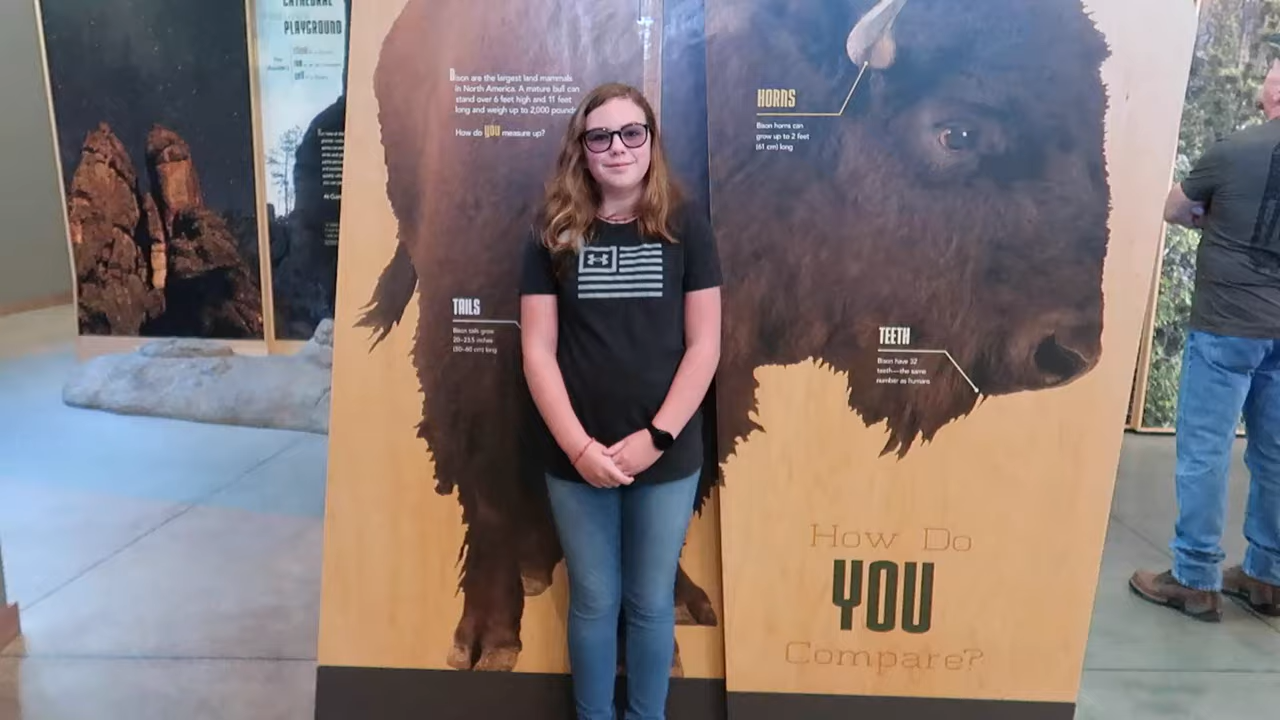 CATHEDRAL
PLAYGROUND
Bison are the largest land mammals
in North America. A mature bull can
stand over 6 feet high and 11 feet
long and weigh up to 2,000 pounds
How do YOU measure up?
HORNS
Bison horns can
grow up to 2 feet
(61 cm) long
TAILS
Bison tails grow
20–23.5 inches
(50–60 cm) long
TEETH
Bison have 32
teeth—the same
number as humans
How Do
YOU
Compare?